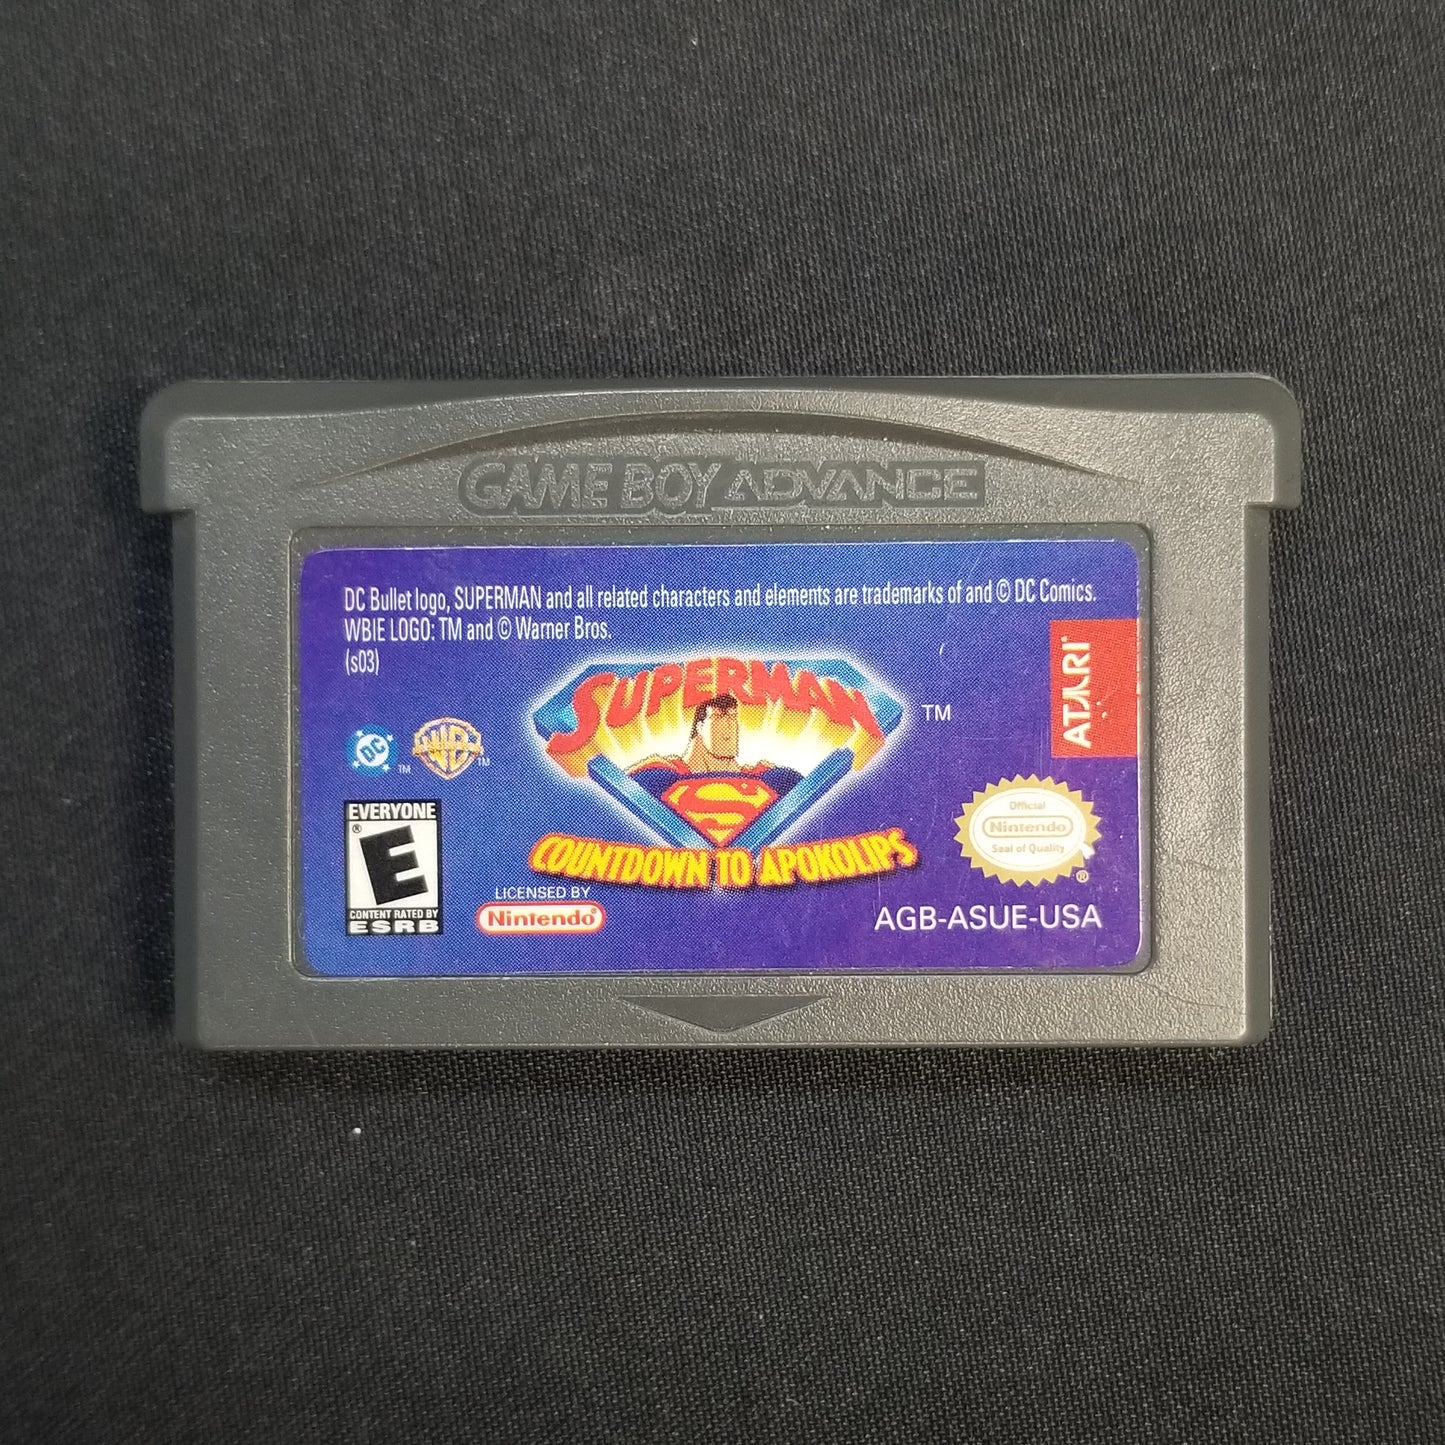 GAME BOY ADVANCE
DC Bullet logo, SUPERMAN and all related characters and elements are trademarks of and © DC Comics.
WBIE LOGO: TM and © Warner Bros.
(s03)
ATARI
SUPERMAN
TM
DC TM
WB TM
S
COUNTDOWN TO APOKOLIPS
EVERYONE
®
E
CONTENT RATED BY
ESRB
LICENSED BY
Nintendo®
Official
Nintendo
Seal of Quality
®
AGB-ASUE-USA